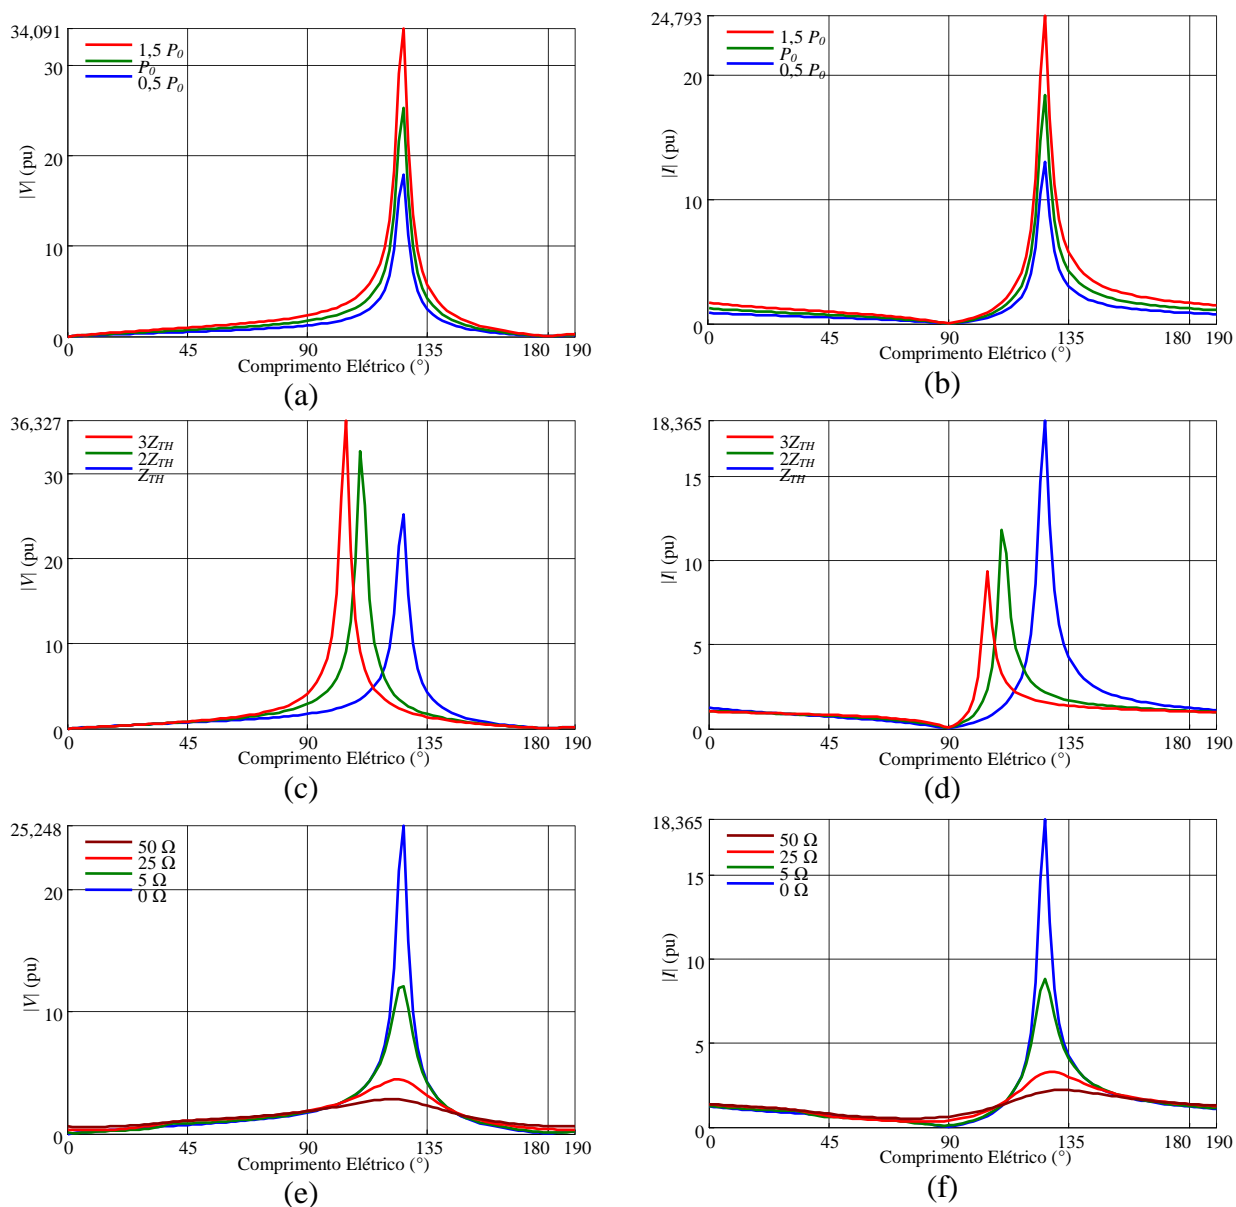 34,091
30
20
10
0
|V| (pu)
1,5 P0
P0
0,5 P0
0 45 90 135 180 190
Comprimento Elétrico (°)
(a)
24,793
20
10
0
|I| (pu)
1,5 P0
P0
0,5 P0
0 45 90 135 180 190
Comprimento Elétrico (°)
(b)
36,327
30
20
10
0
|V| (pu)
3ZTH
2ZTH
ZTH
0 45 90 135 180 190
Comprimento Elétrico (°)
(c)
18,365
15
10
5
0
|I| (pu)
3ZTH
2ZTH
ZTH
0 45 90 135 180 190
Comprimento Elétrico (°)
(d)
25,248
20
10
0
|V| (pu)
50 Ω
25 Ω
5 Ω
0 Ω
0 45 90 135 180 190
Comprimento Elétrico (°)
(e)
18,365
15
10
5
0
|I| (pu)
50 Ω
25 Ω
5 Ω
0 Ω
0 45 90 135 180 190
Comprimento Elétrico (°)
(f)